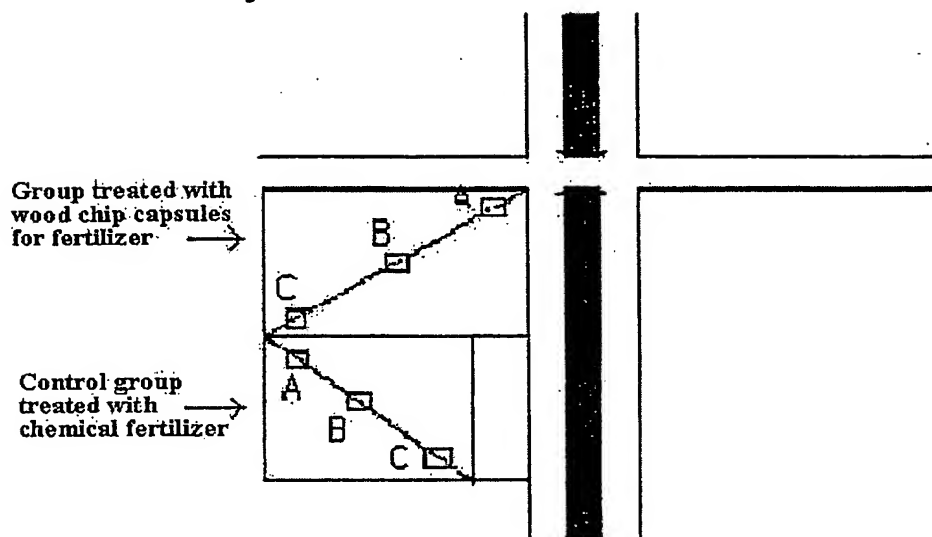 Group treated with
wood chip capsules
for fertilizer
A
B
C
Control group
treated with
chemical fertilizer
A
B
C